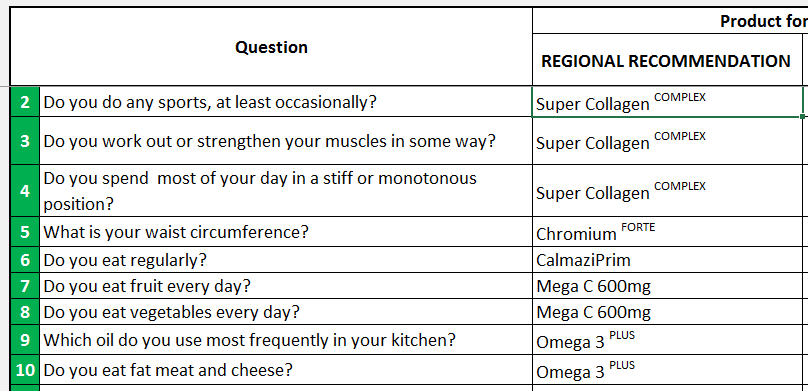 Product for
Question
REGIONAL RECOMMENDATION
2 Do you do any sports, at least occasionally? Super Collagen COMPLEX
3 Do you work out or strengthen your muscles in some way? Super Collagen COMPLEX
4 Do you spend  most of your day in a stiff or monotonous
position? Super Collagen COMPLEX
5 What is your waist circumference? Chromium FORTE
6 Do you eat regularly? CalmaziPrim
7 Do you eat fruit every day? Mega C 600mg
8 Do you eat vegetables every day? Mega C 600mg
9 Which oil do you use most frequently in your kitchen? Omega 3 PLUS
10 Do you eat fat meat and cheese? Omega 3 PLUS